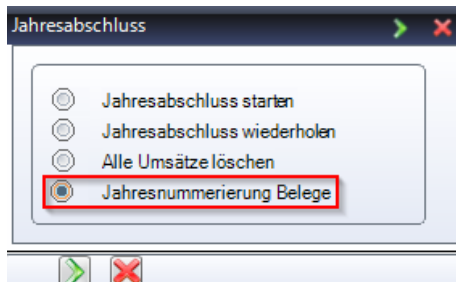 Jahresabschluss
Jahresabschluss starten
Jahresabschluss wiederholen
Alle Umsätze löschen
Jahresnummerierung Belege